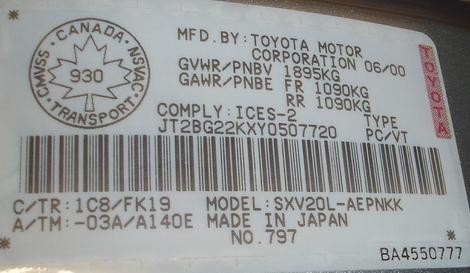 CANADA
CMVSS NSVAC
930
TRANSPORT
MFD.BY:TOYOTA MOTOR
CORPORATION 06/00
GVWR/PNBV 1895KG
GAWR/PNBE FR 1090KG
RR 1090KG
COMPLY:ICES-2 TYPE
JT2BG22KXY0507720 PC/VT
TOYOTA
C/TR:1C8/FK19 MODEL:SXV20L-AEPNKK
A/TM:-03A/A140E MADE IN JAPAN
NO.797
BA4550777